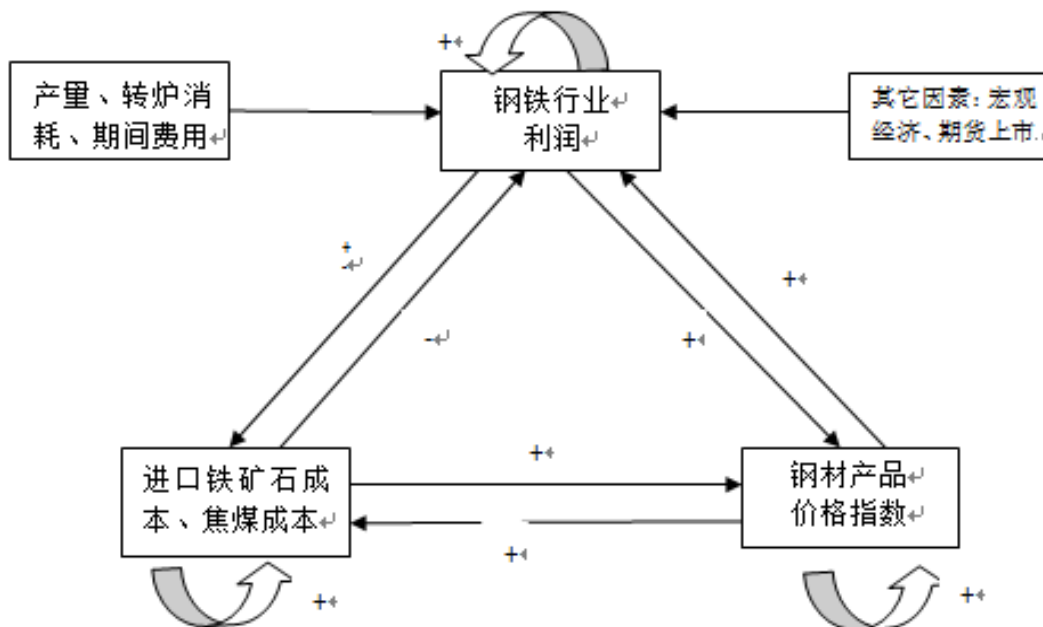 +
产量、转炉消
耗、期间费用
钢铁行业
利润
其它因素：宏观
经济、期货上市
+
-
+
-
+
+
进口铁矿石成
本、焦煤成本
钢材产品
价格指数
+
+
+